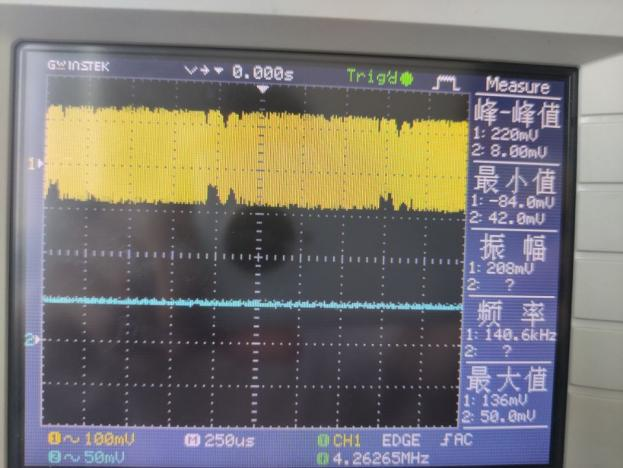 GWINSTEK
0.000s
Trig'd
Measure
峰-峰值
1: 220mV
2: 8.00mV
最小值
1: -84.0mV
2: 42.0mV
振 幅
1: 208mV
2: ?
频 率
1: 140.6kHz
2: ?
最大值
1: 136mV
2: 50.0mV
1
2
1 ~ 100mV
M 250us
CH1 EDGE AC
2 ~ 50mV
4.26265MHz